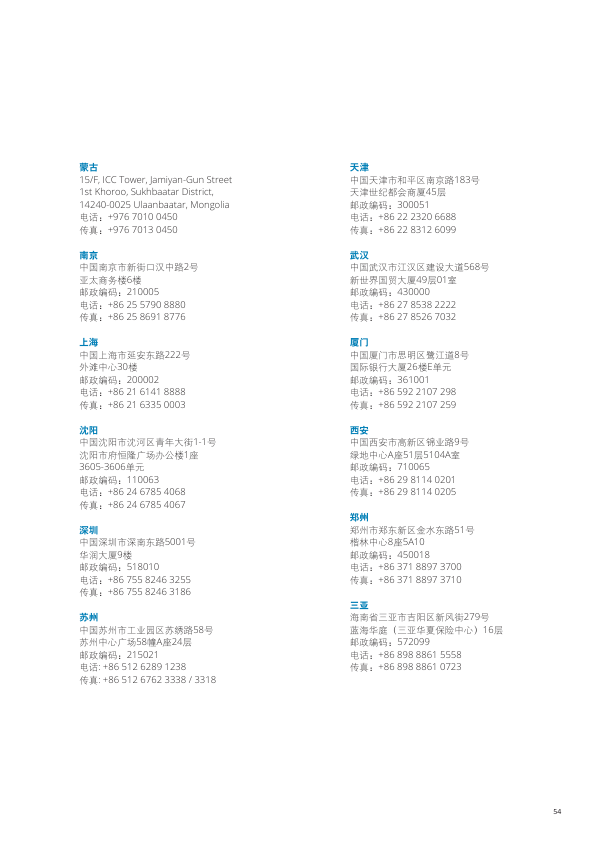 蒙古
15/F, ICC Tower, Jamiyan-Gun Street
1st Khoroo, Sukhbaatar District,
14240-0025 Ulaanbaatar, Mongolia
电话：+976 7010 0450
传真：+976 7013 0450
南京
中国南京市新街口汉中路2号
亚太商务楼6楼
邮政编码：210005
电话：+86 25 5790 8880
传真：+86 25 8691 8776
上海
中国上海市延安东路222号
外滩中心30楼
邮政编码：200002
电话：+86 21 6141 8888
传真：+86 21 6335 0003
沈阳
中国沈阳市沈河区青年大街1-1号
沈阳市府恒隆广场办公楼1座
3605-3606单元
邮政编码：110063
电话：+86 24 6785 4068
传真：+86 24 6785 4067
深圳
中国深圳市深南东路5001号
华润大厦9楼
邮政编码：518010
电话：+86 755 8246 3255
传真：+86 755 8246 3186
苏州
中国苏州市工业园区苏绣路58号
苏州中心广场58幢A座24层
邮政编码：215021
电话: +86 512 6289 1238
传真: +86 512 6762 3338 / 3318
天津
中国天津市和平区南京路183号
天津世纪都会商厦45层
邮政编码：300051
电话：+86 22 2320 6688
传真：+86 22 8312 6099
武汉
中国武汉市江汉区建设大道568号
新世界国贸大厦49层01室
邮政编码：430000
电话：+86 27 8538 2222
传真：+86 27 8526 7032
厦门
中国厦门市思明区鹭江道8号
国际银行大厦26楼E单元
邮政编码：361001
电话：+86 592 2107 298
传真：+86 592 2107 259
西安
中国西安市高新区锦业路9号
绿地中心A座51层5104A室
邮政编码：710065
电话：+86 29 8114 0201
传真：+86 29 8114 0205
郑州
郑州市郑东新区金水东路51号
楷林中心8座5A10
邮政编码：450018
电话：+86 371 8897 3700
传真：+86 371 8897 3710
三亚
海南省三亚市吉阳区新风街279号
蓝海华庭（三亚华夏保险中心）16层
邮政编码：572099
电话：+86 898 8861 5558
传真：+86 898 8861 0723
54